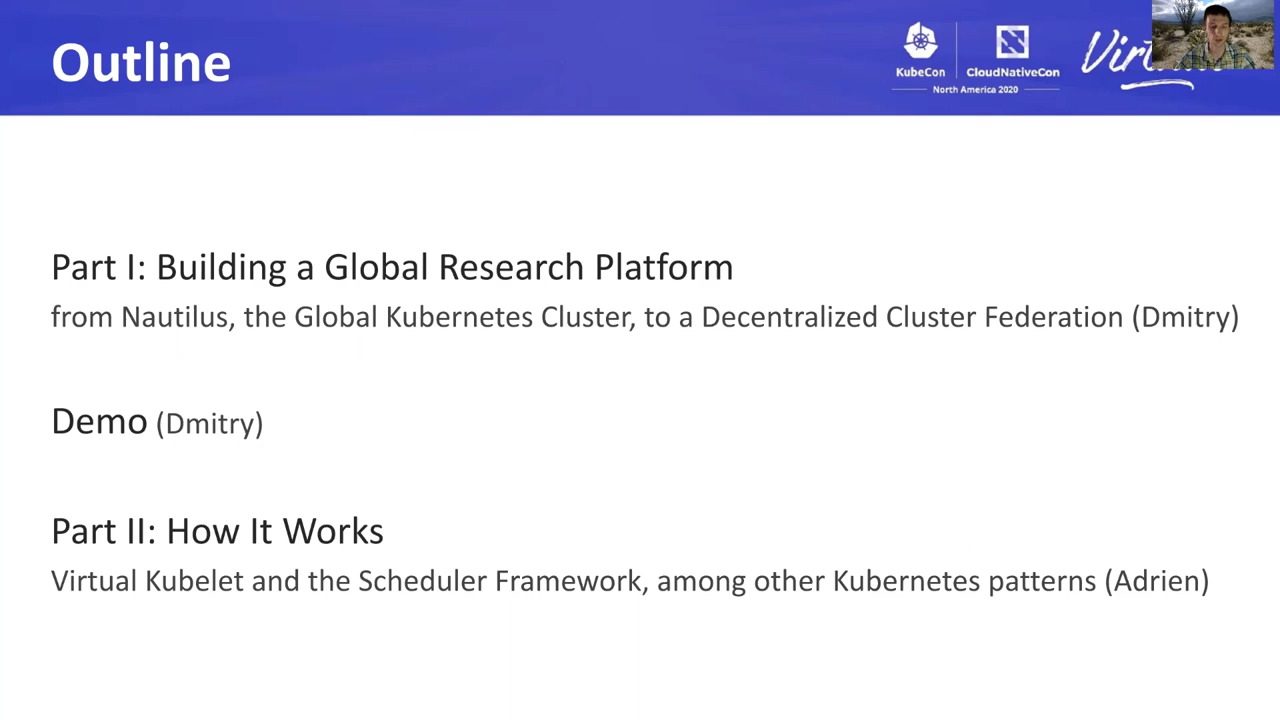 Outline
KubeCon
CloudNativeCon
North America 2020
Part I: Building a Global Research Platform
from Nautilus, the Global Kubernetes Cluster, to a Decentralized Cluster Federation (Dmitry)
Demo (Dmitry)
Part II: How It Works
Virtual Kubelet and the Scheduler Framework, among other Kubernetes patterns (Adrien)